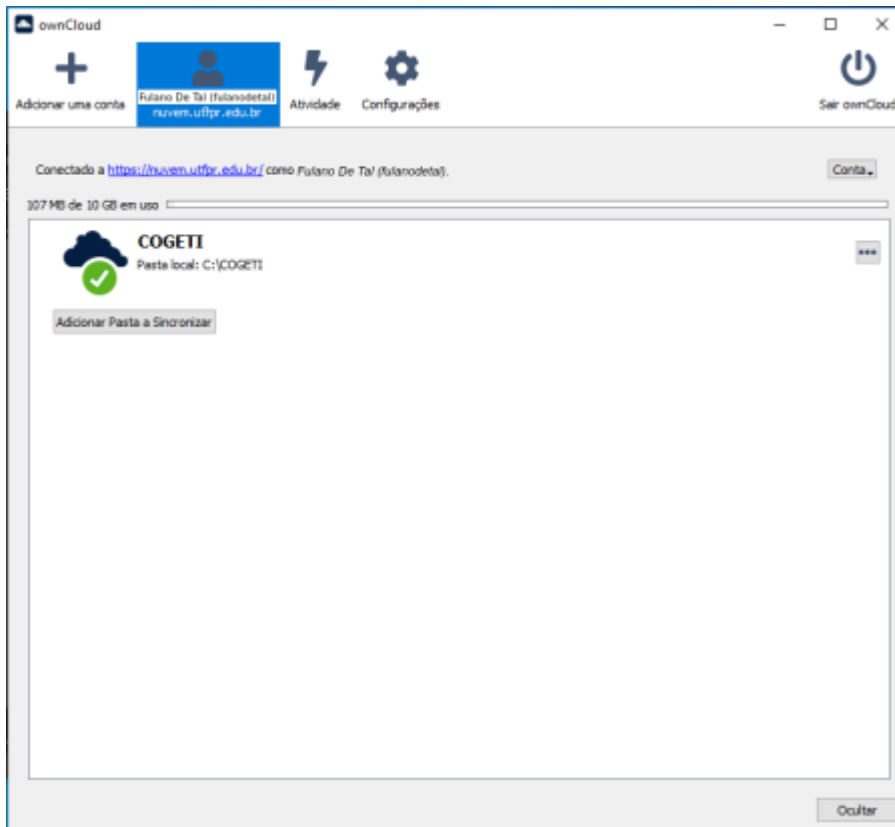 ownCloud
Adicionar uma conta
Fulano De Tal (fulanodetal)
nuvem.utfpr.edu.br
Atividade
Configurações
Sair ownCloud
Conectado a https://nuvem.utfpr.edu.br/ como Fulano De Tal (fulanodetal).
Conta
107 MB de 10 GB em uso
COGETI
Pasta local: C:\COGETI
Adicionar Pasta a Sincronizar
Ocultar